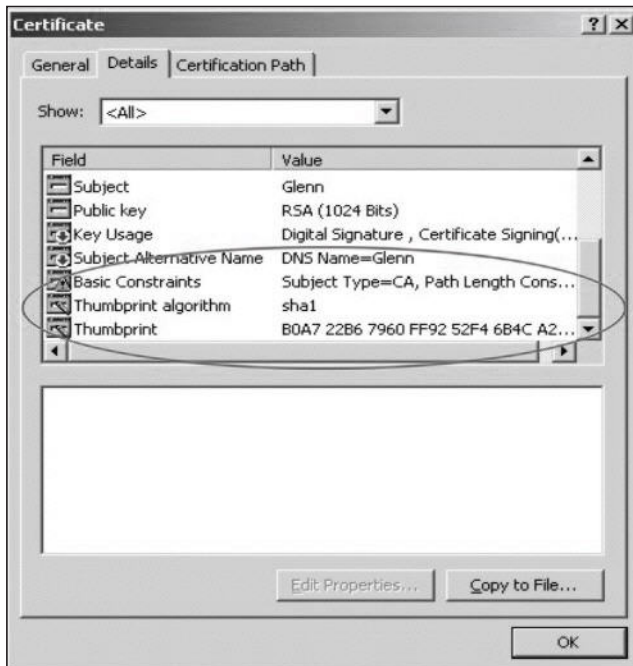 Certificate
General Details Certification Path
Show: <All>
Field Value
Subject Glenn
Public key RSA (1024 Bits)
Key Usage Digital Signature , Certificate Signing(...
Subject Alternative Name DNS Name=Glenn
Basic Constraints Subject Type=CA, Path Length Cons...
Thumbprint algorithm sha1
Thumbprint B0A7 22B6 7960 FF92 52F4 6B4C A2...
Edit Properties... Copy to File...
OK